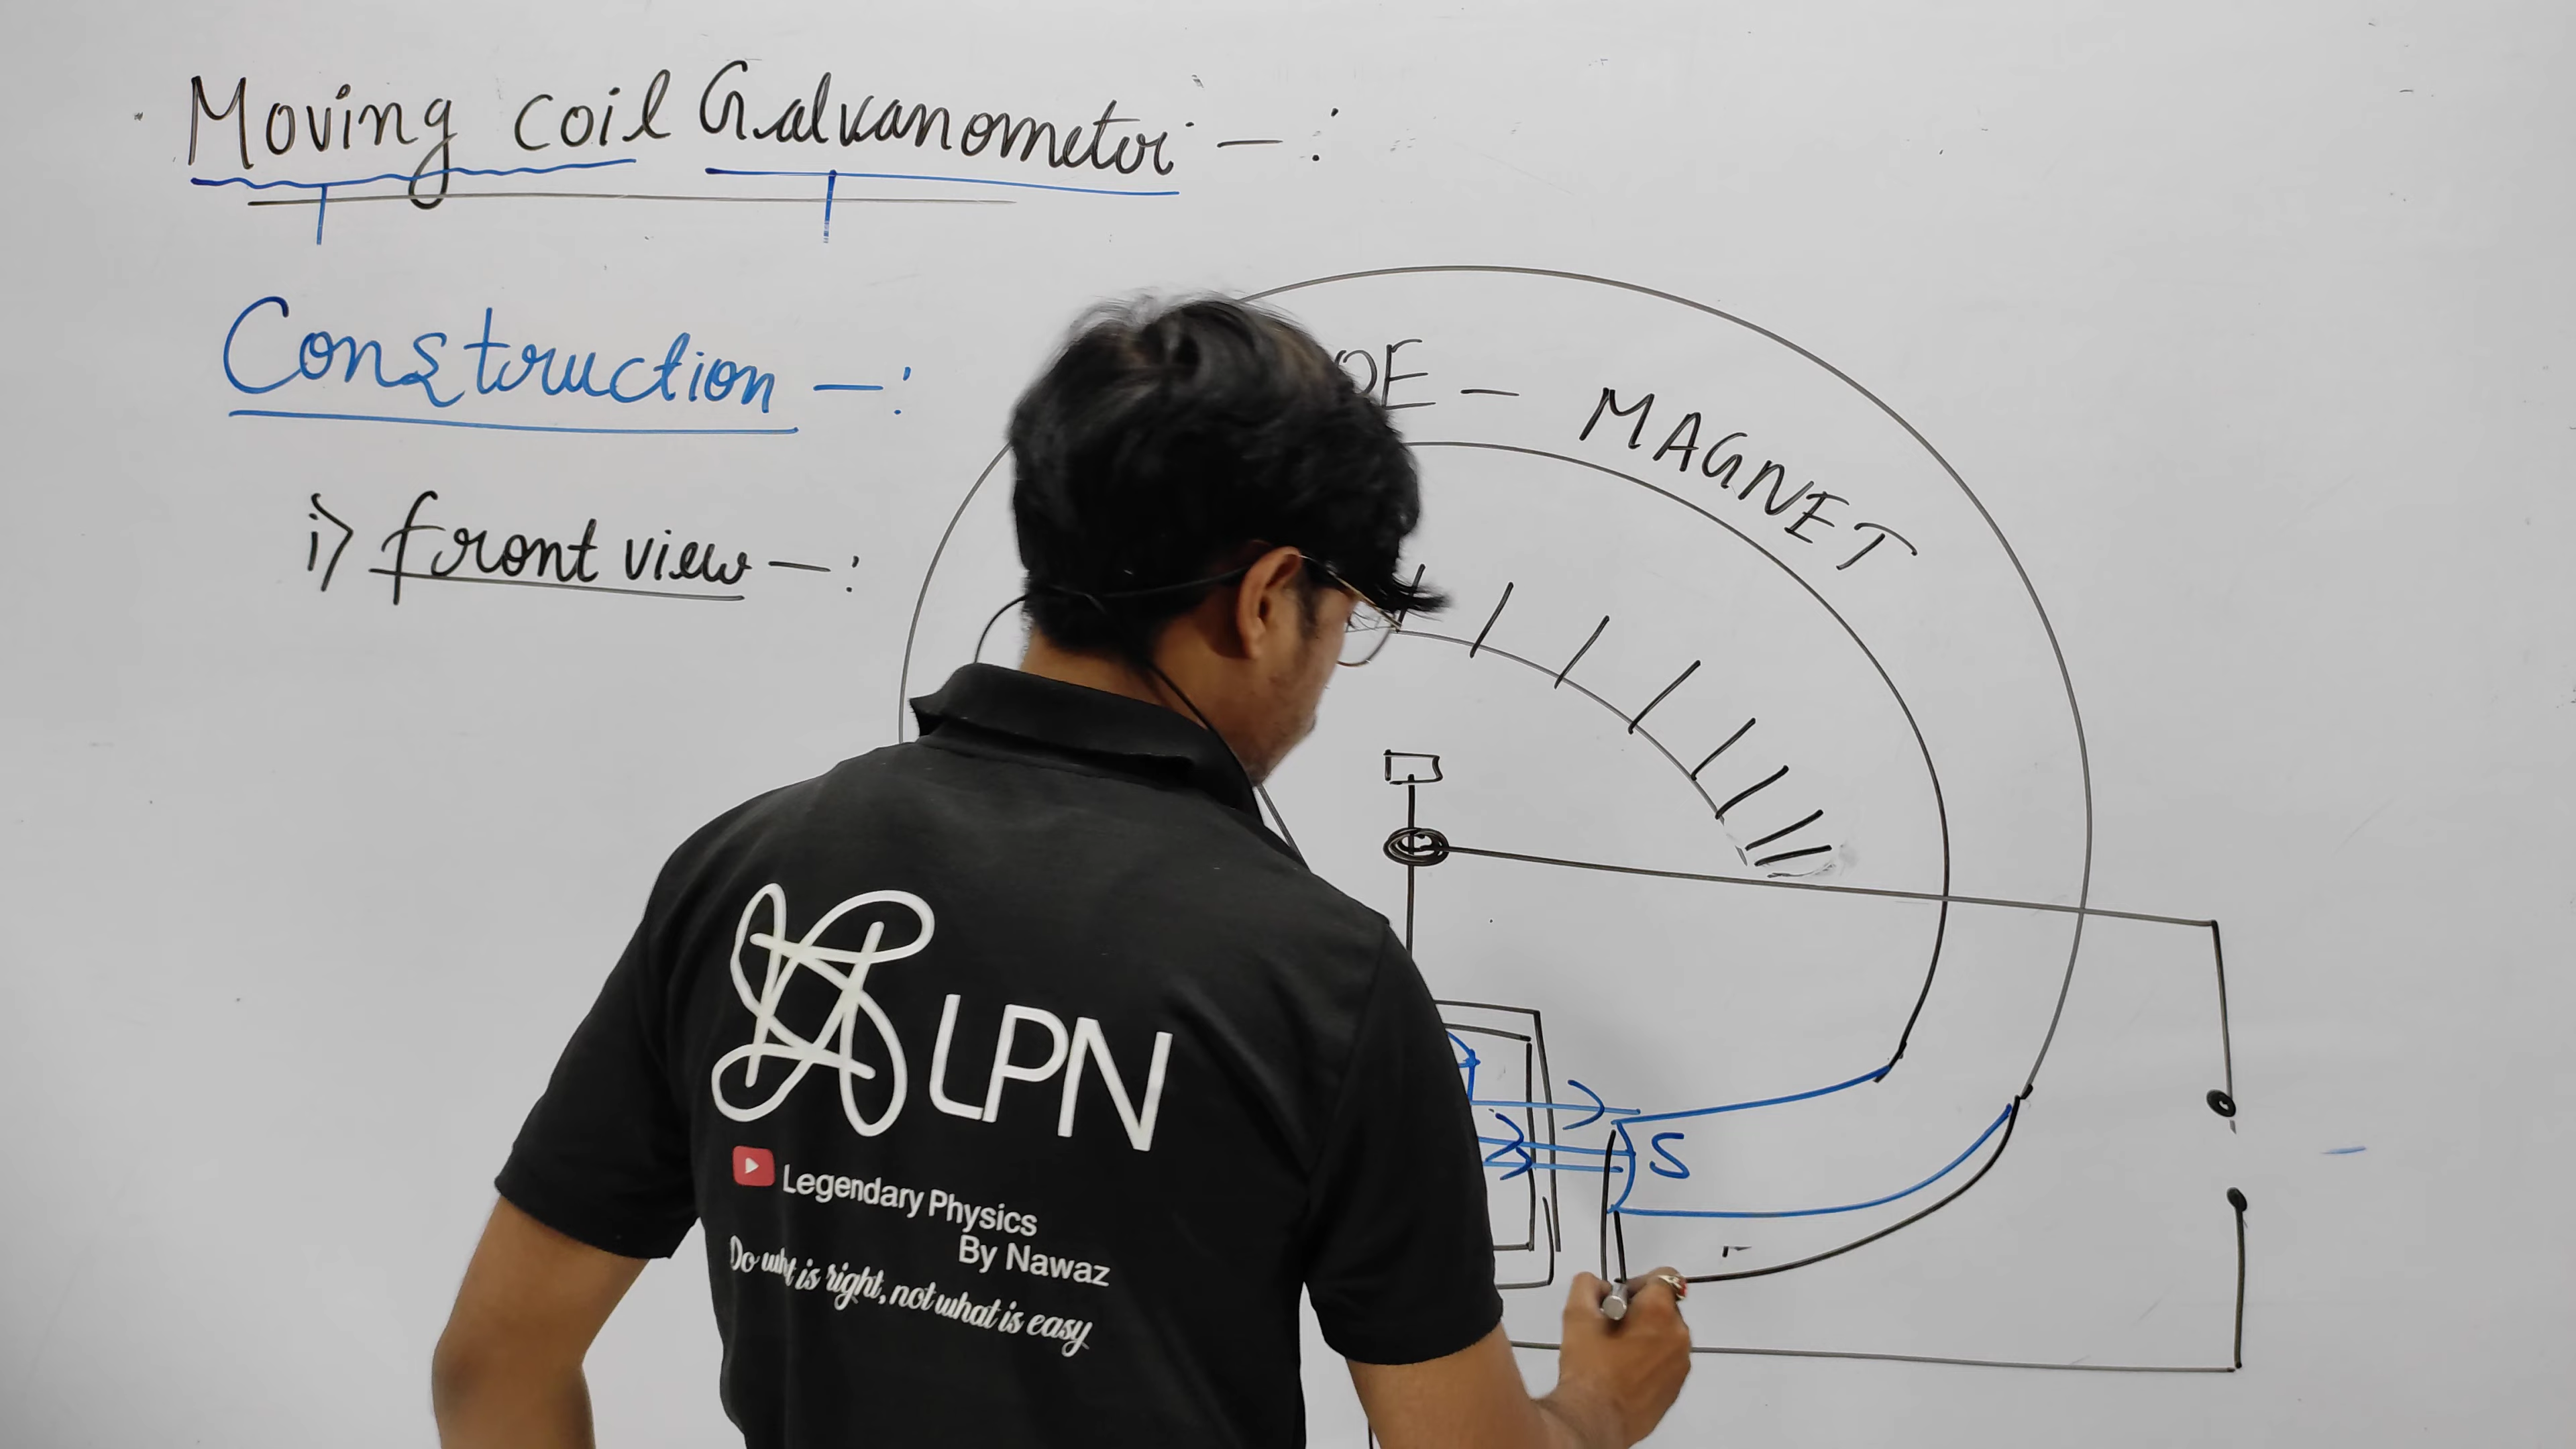 Moving coil Galvanometer - :
Construction - :
i) front view - :
OE - MAGNET
S
LPN
Legendary Physics
By Nawaz
Do what is right, not what is easy